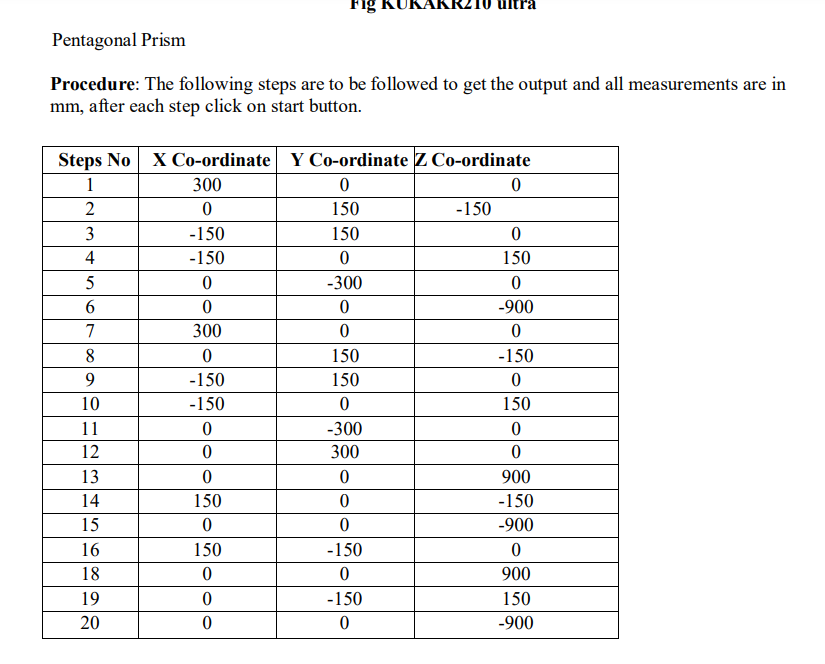 Fig KUKAKR210 ultra
Pentagonal Prism
Procedure: The following steps are to be followed to get the output and all measurements are in
mm, after each step click on start button.
Steps No X Co-ordinate Y Co-ordinate Z Co-ordinate
1 300 0 0
2 0 150 -150
3 -150 150 0
4 -150 0 150
5 0 -300 0
6 0 0 -900
7 300 0 0
8 0 150 -150
9 -150 150 0
10 -150 0 150
11 0 -300 0
12 0 300 0
13 0 0 900
14 150 0 -150
15 0 0 -900
16 150 -150 0
18 0 0 900
19 0 -150 150
20 0 0 -900